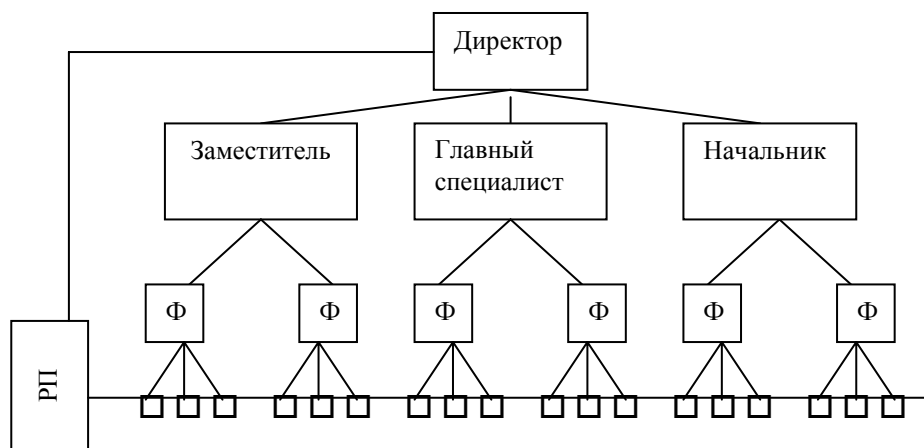 Директор
Заместитель
Главный
специалист
Начальник
Ф
Ф
Ф
Ф
Ф
Ф
РП